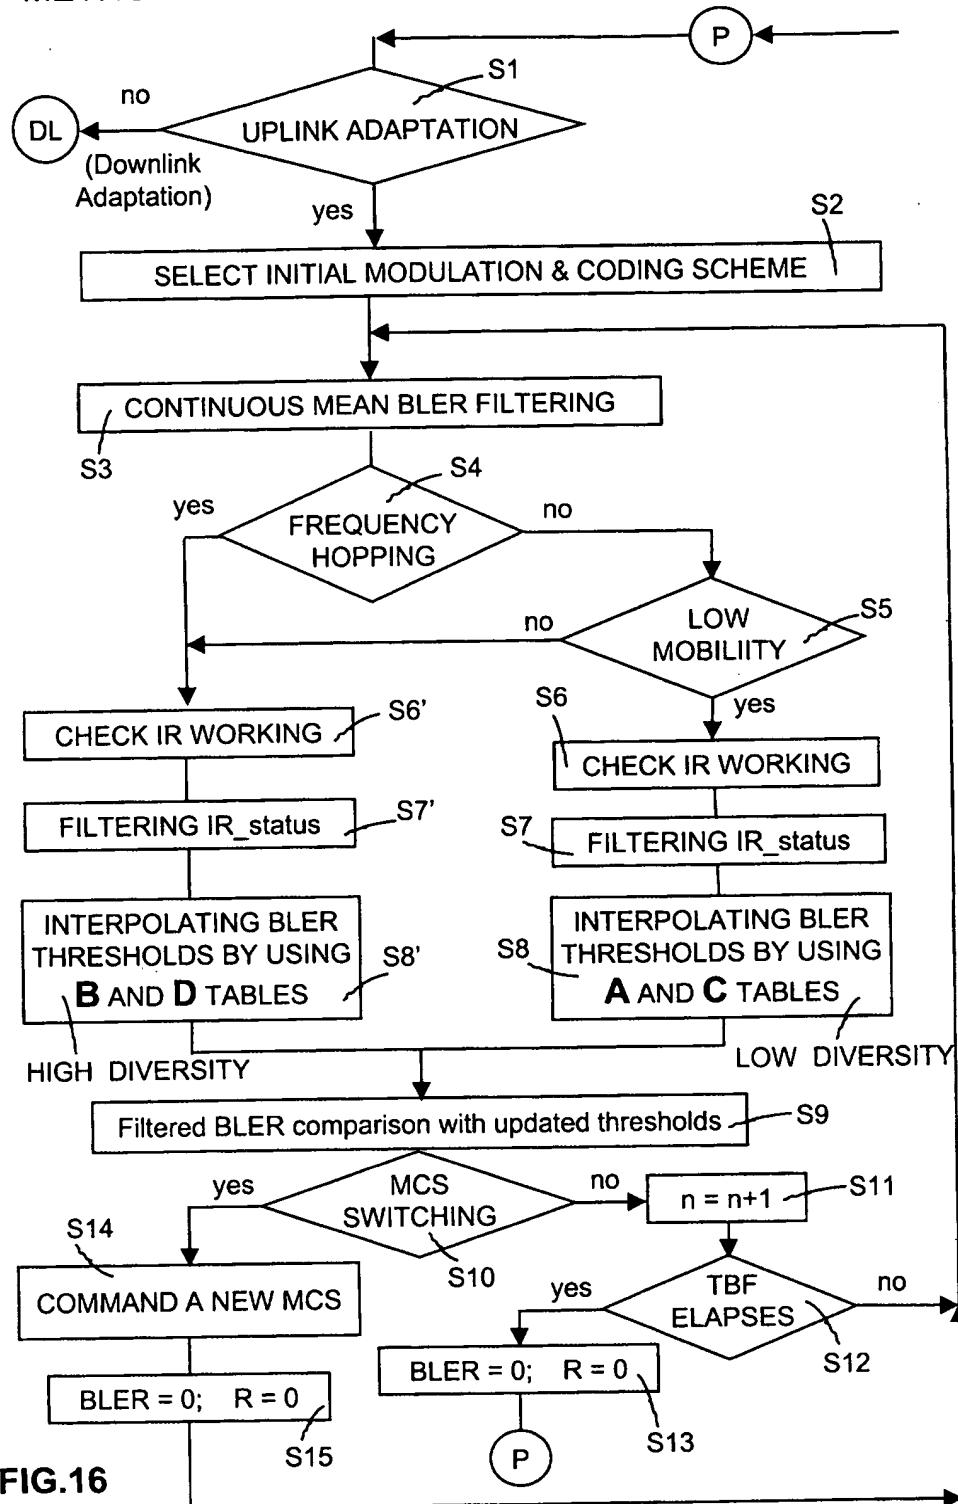 P
S1
no
DL
UPLINK ADAPTATION
(Downlink
Adaptation)
yes
S2
SELECT INITIAL MODULATION & CODING SCHEME
CONTINUOUS MEAN BLER FILTERING
S3
S4
yes
FREQUENCY
HOPPING
no
LOW
MOBILIITY
S5
no
yes
S6'
CHECK IR WORKING
S6
CHECK IR WORKING
S7'
FILTERING IR_status
S7
FILTERING IR_status
INTERPOLATING BLER
THRESHOLDS BY USING
B AND D TABLES
S8'
HIGH DIVERSITY
INTERPOLATING BLER
THRESHOLDS BY USING
A AND C TABLES
S8
LOW DIVERSITY
Filtered BLER comparison with updated thresholds
S9
yes
MCS
SWITCHING
no
S10
n = n+1
S11
S14
COMMAND A NEW MCS
yes
TBF
ELAPSES
no
S12
BLER = 0; R = 0
S15
BLER = 0; R = 0
S13
P
FIG.16